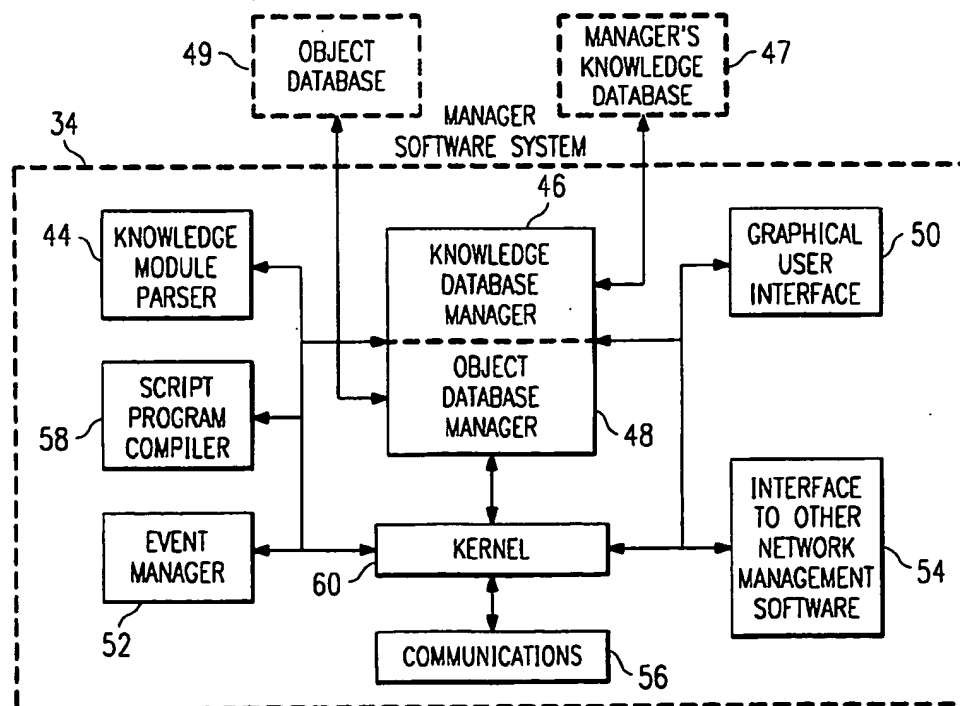 49
OBJECT
DATABASE
MANAGER'S
KNOWLEDGE
DATABASE
47
34
MANAGER
SOFTWARE SYSTEM
44
KNOWLEDGE
MODULE
PARSER
46
KNOWLEDGE
DATABASE
MANAGER
GRAPHICAL
USER
INTERFACE
50
58
SCRIPT
PROGRAM
COMPILER
OBJECT
DATABASE
MANAGER
48
EVENT
MANAGER
52
KERNEL
60
INTERFACE
TO OTHER
NETWORK
MANAGEMENT
SOFTWARE
54
COMMUNICATIONS
56